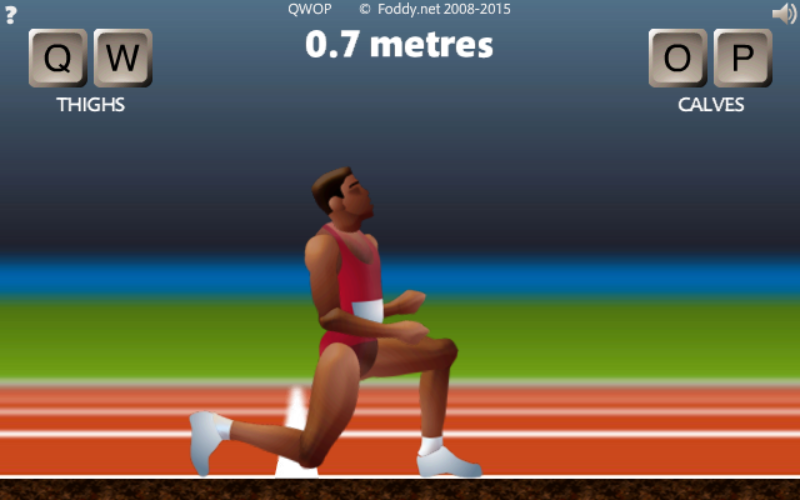 QWOP © Foddy.net 2008-2015
?
0.7 metres
Q W
THIGHS
O P
CALVES